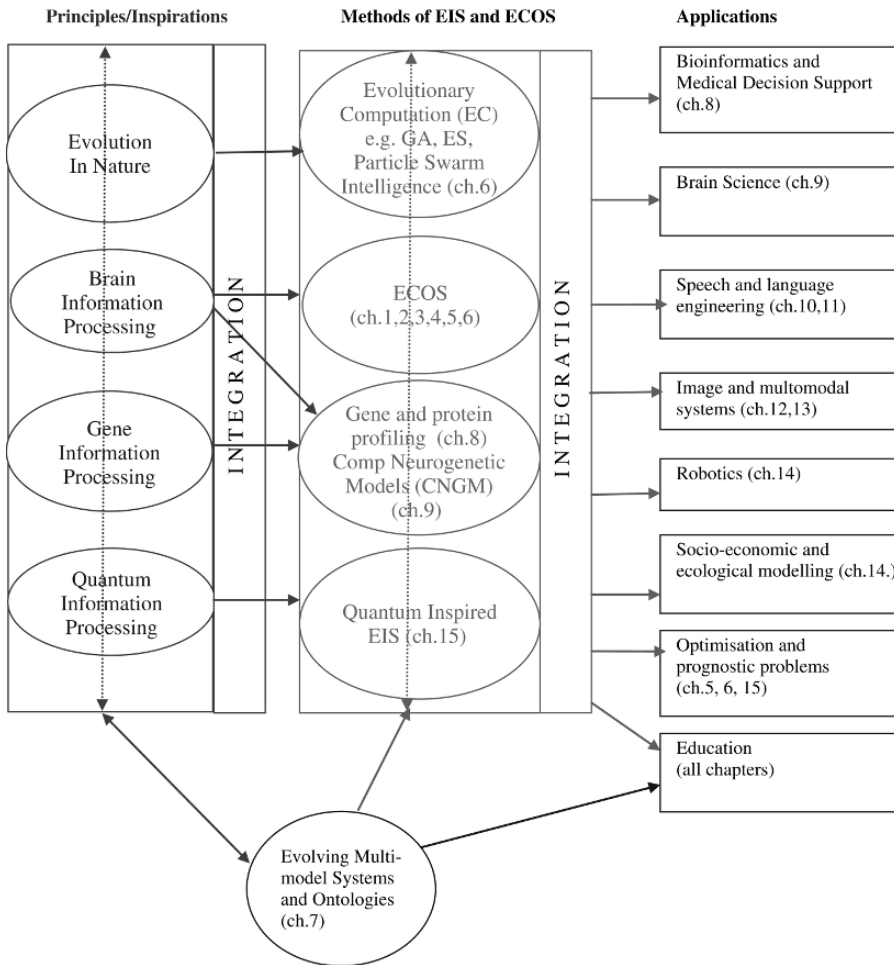 Principles/Inspirations
Methods of EIS and ECOS
Applications
Evolution
In Nature
Brain
Information
Processing
Gene
Information
Processing
Quantum
Information
Processing
INTEGRATION
Evolutionary
Computation (EC)
e.g. GA, ES,
Particle Swarm
Intelligence (ch.6)
ECOS
(ch.1,2,3,4,5,6)
Gene and protein
profiling (ch.8)
Comp Neurogenetic
Models (CNGM)
(ch.9)
Quantum Inspired
EIS (ch.15)
INTEGRATION
Bioinformatics and
Medical Decision Support
(ch.8)
Brain Science (ch.9)
Speech and language
engineering (ch.10,11)
Image and multomodal
systems (ch.12,13)
Robotics (ch.14)
Socio-economic and
ecological modelling (ch.14.)
Optimisation and
prognostic problems
(ch.5, 6, 15)
Education
(all chapters)
Evolving Multi-
model Systems
and Ontologies
(ch.7)